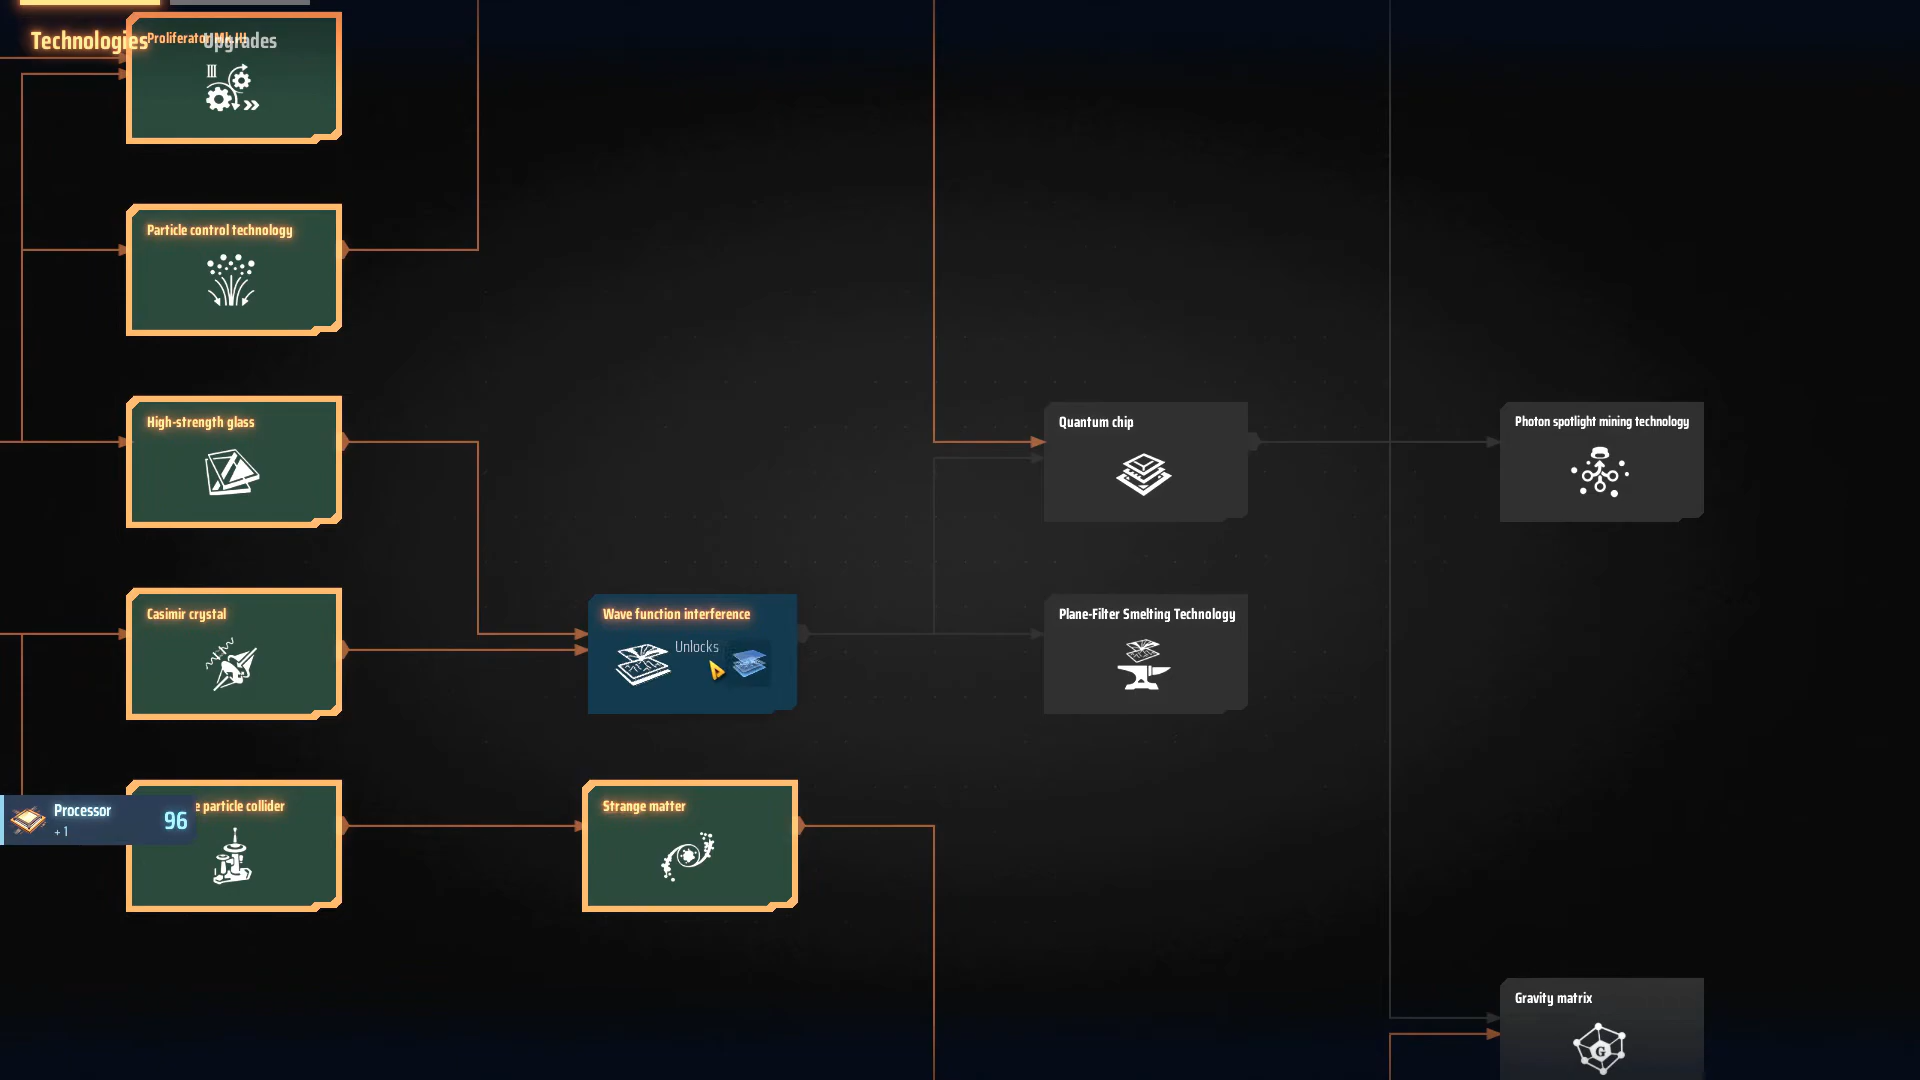 Technologies
Upgrades
Proliferator Mk.III
III
Particle control technology
High-strength glass
Quantum chip
Photon spotlight mining technology
Casimir crystal
Wave function interference
Unlocks
Plane-Filter Smelting Technology
Processor
+1
96
e particle collider
Strange matter
Gravity matrix
G